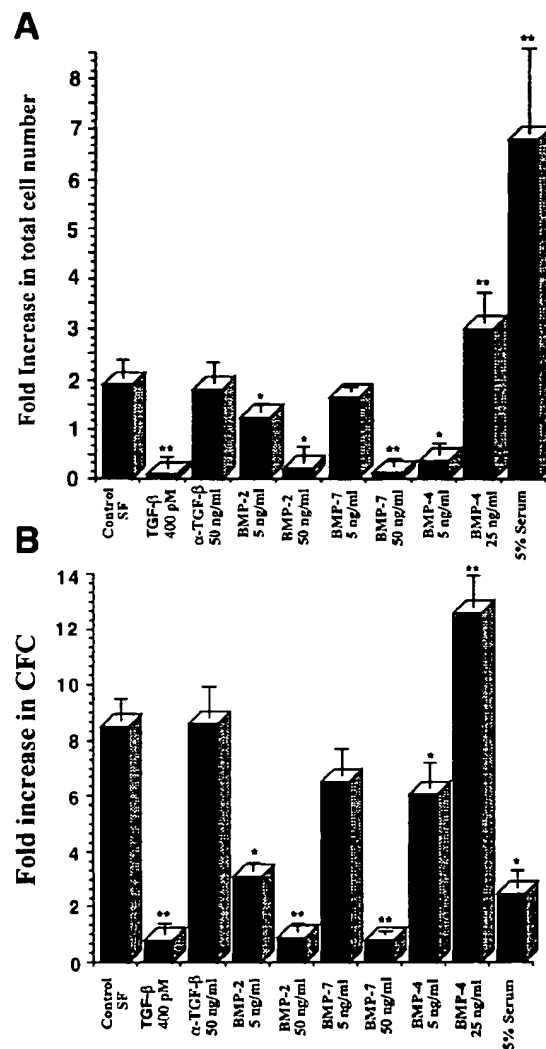 A
Fold Increase in total cell number
8
7
6
5
4
3
2
1
0
**
*
*
**
*
**
**
Control
SF
TGF-β
400 pM
α-TGF-β
50 ng/ml
BMP-2
5 ng/ml
BMP-2
50 ng/ml
BMP-7
5 ng/ml
BMP-7
50 ng/ml
BMP-4
5 ng/ml
BMP-4
25 ng/ml
5% Serum
B
Fold increase in CFC
14
12
10
8
6
4
2
0
**
*
**
**
*
**
*
Control
SF
TGF-β
400 pM
α-TGF-β
50 ng/ml
BMP-2
5 ng/ml
BMP-2
50 ng/ml
BMP-7
5 ng/ml
BMP-7
50 ng/ml
BMP-4
5 ng/ml
BMP-4
25 ng/ml
5% Serum